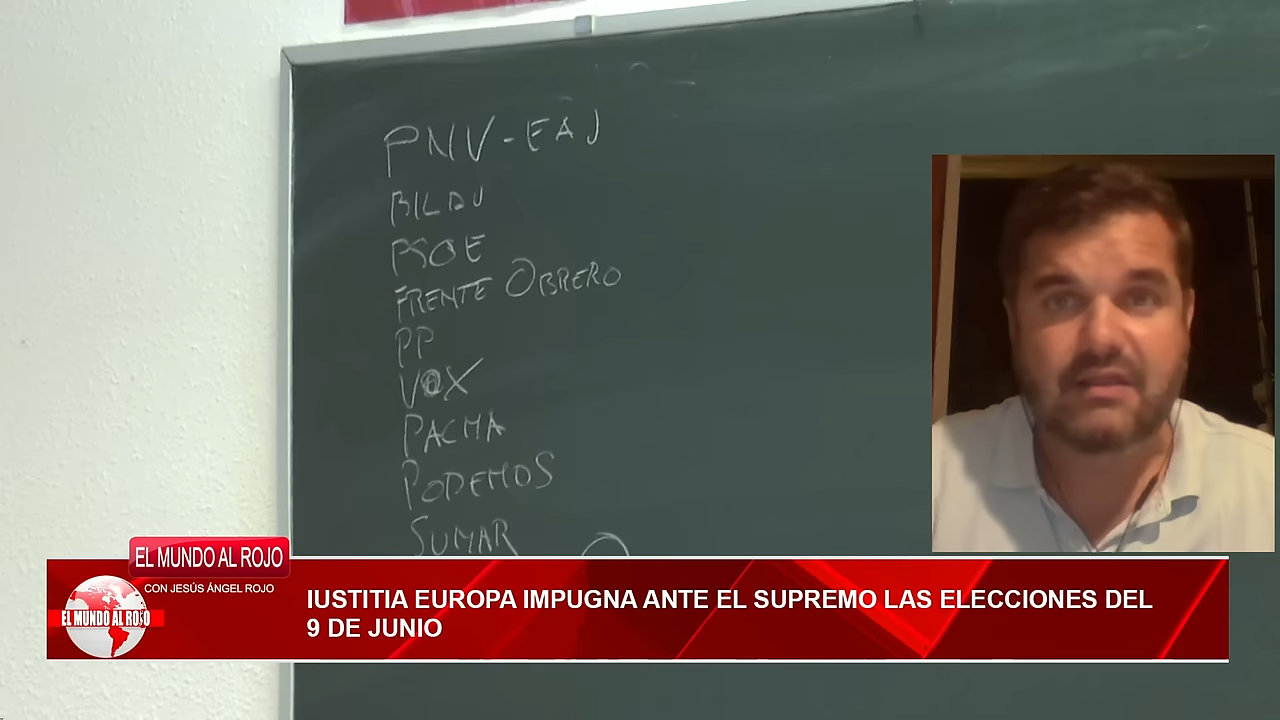 PNV-EAJ
BILDU
PSOE
FRENTE OBRERO
PP
VOX
PACMA
PODEMOS
SUMAR
EL MUNDO AL ROJO
CON JESÚS ÁNGEL ROJO
EL MUNDO AL ROJO
IUSTITIA EUROPA IMPUGNA ANTE EL SUPREMO LAS ELECCIONES DEL
9 DE JUNIO